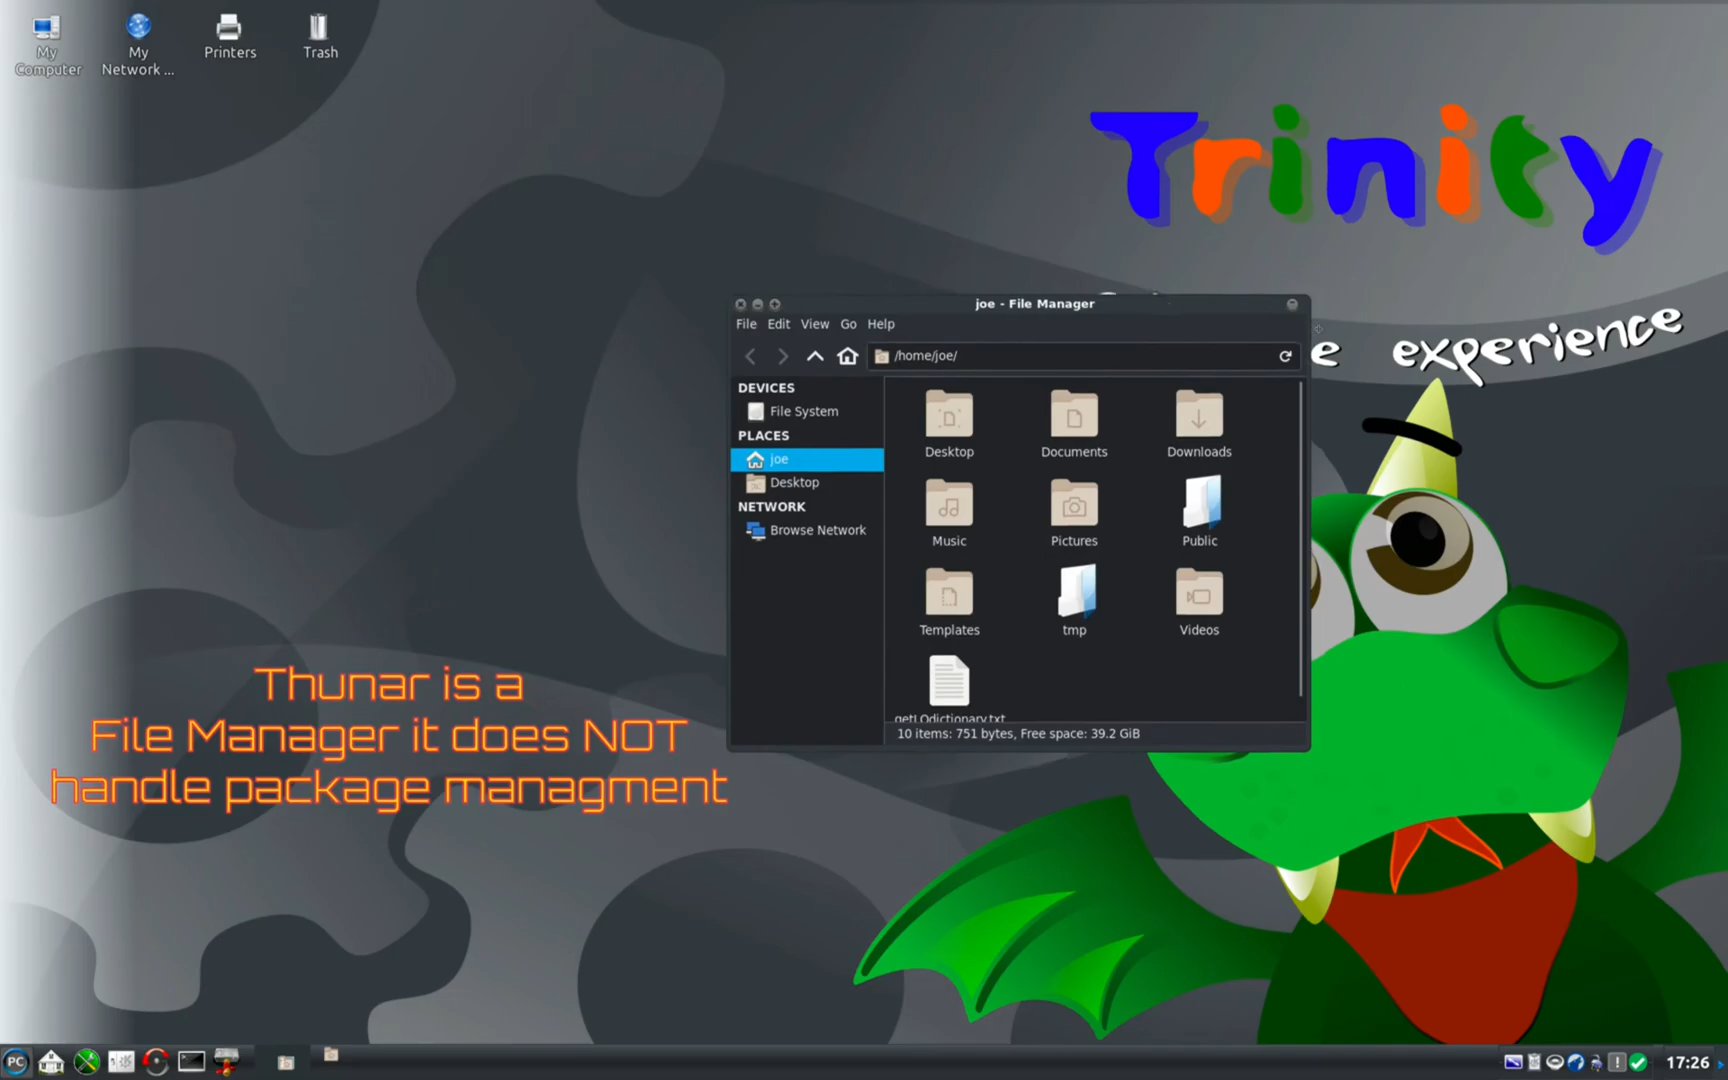 My
Computer
My
Network ...
Printers
Trash
Trinity
e experience
joe - File Manager
File Edit View Go Help
/home/joe/
DEVICES
File System
PLACES
joe
Desktop
NETWORK
Browse Network
Desktop
Documents
Downloads
Music
Pictures
Public
Templates
tmp
Videos
getLOdictionary.txt
10 items: 751 bytes, Free space: 39.2 GiB
Thunar is a
File Manager it does NOT
handle package managment
PC
17:26